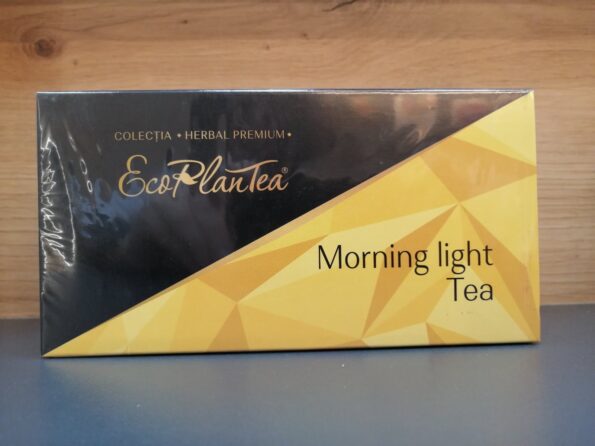 COLECȚIA • HERBAL PREMIUM •
EcoPlanTea®
Morning light
Tea